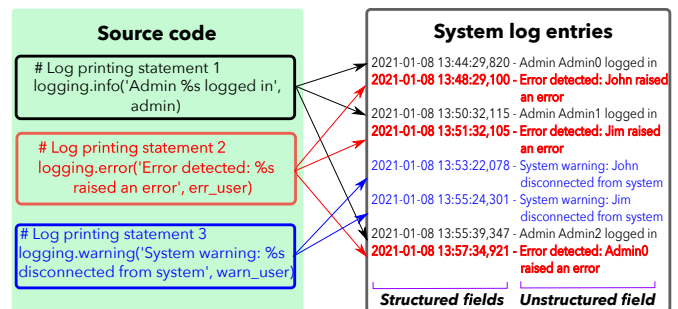 Source code
# Log printing statement 1
logging.info('Admin %s logged in',
admin)
# Log printing statement 2
logging.error('Error detected: %s
raised an error', err_user)
# Log printing statement 3
logging.warning('System warning: %s
disconnected from system', warn_user)
System log entries
2021-01-08 13:44:29,820 - Admin Admin0 logged in
2021-01-08 13:48:29,100 - Error detected: John raised
an error
2021-01-08 13:50:32,115 - Admin Admin1 logged in
2021-01-08 13:51:32,105 - Error detected: Jim raised
an error
2021-01-08 13:53:22,078 - System warning: John
disconnected from system
2021-01-08 13:55:24,301 - System warning: Jim
disconnected from system
2021-01-08 13:55:39,347 - Admin Admin2 logged in
2021-01-08 13:57:34,921 - Error detected: Admin0
raised an error
Structured fields Unstructured field